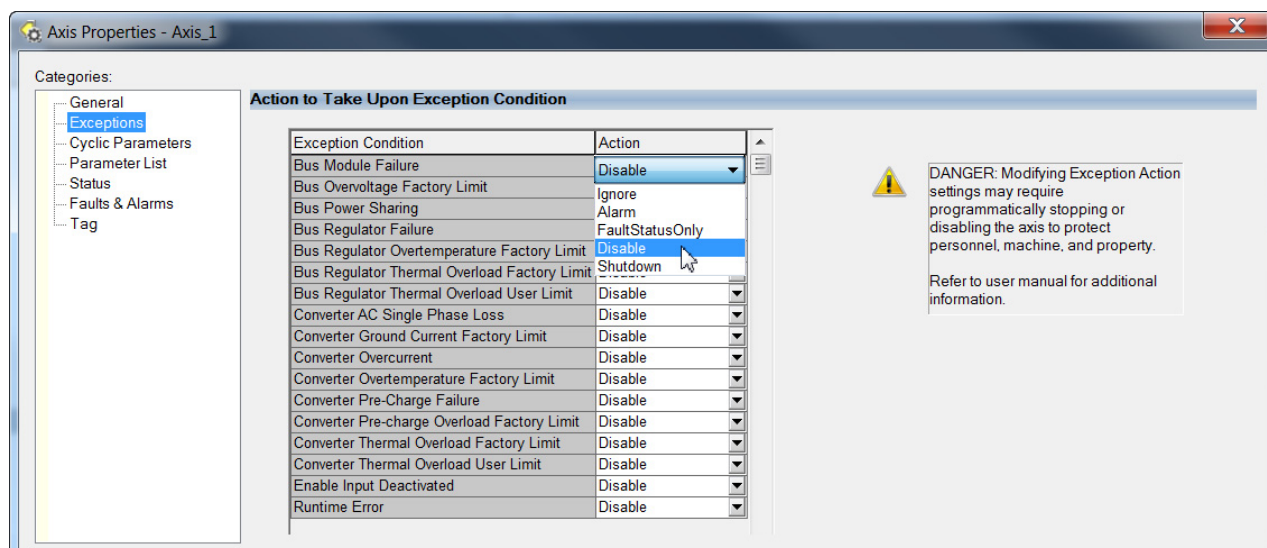 Axis Properties - Axis_1
X
Categories:
General
Exceptions
Cyclic Parameters
Parameter List
Status
Faults & Alarms
Tag
Action to Take Upon Exception Condition
Exception Condition Action
Bus Module Failure Disable
Bus Overvoltage Factory Limit
Bus Power Sharing
Bus Regulator Failure
Bus Regulator Overtemperature Factory Limit
Bus Regulator Thermal Overload Factory Limit
Ignore
Alarm
FaultStatusOnly
Disable
Shutdown
Bus Regulator Thermal Overload User Limit Disable
Converter AC Single Phase Loss Disable
Converter Ground Current Factory Limit Disable
Converter Overcurrent Disable
Converter Overtemperature Factory Limit Disable
Converter Pre-Charge Failure Disable
Converter Pre-charge Overload Factory Limit Disable
Converter Thermal Overload Factory Limit Disable
Converter Thermal Overload User Limit Disable
Enable Input Deactivated Disable
Runtime Error Disable
DANGER: Modifying Exception Action
settings may require
programmatically stopping or
disabling the axis to protect
personnel, machine, and property.
Refer to user manual for additional
information.